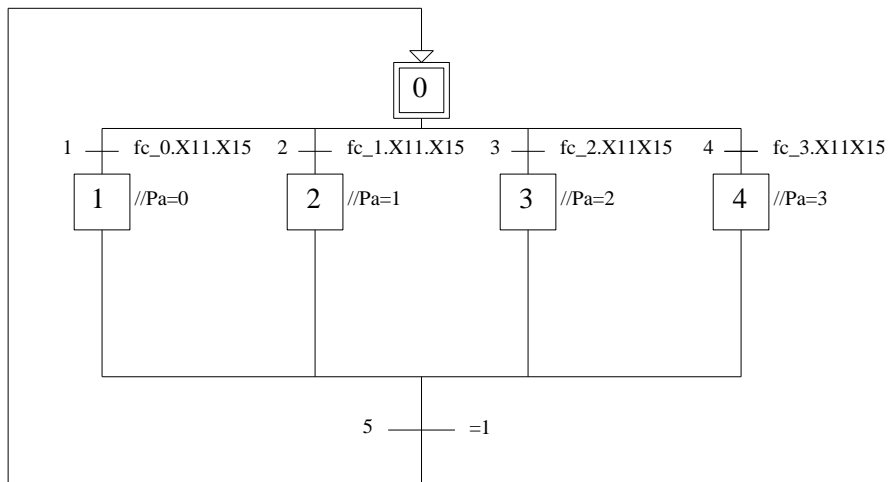 0
1 fc_0.X11.X15 2 fc_1.X11.X15 3 fc_2.X11X15 4 fc_3.X11X15
1 //Pa=0 2 //Pa=1 3 //Pa=2 4 //Pa=3
5 =1